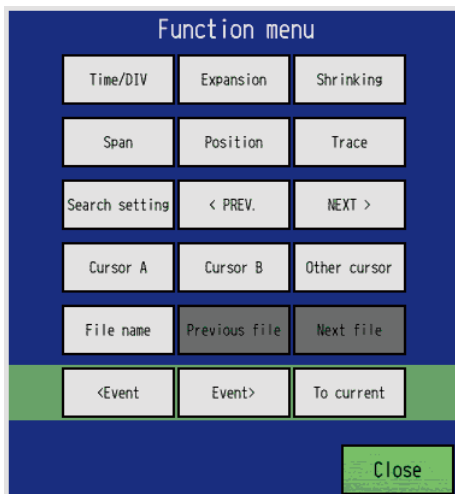 Function menu
Time/DIV Expansion Shrinking
Span Position Trace
Search setting < PREV. NEXT >
Cursor A Cursor B Other cursor
File name Previous file Next file
<Event Event> To current
Close